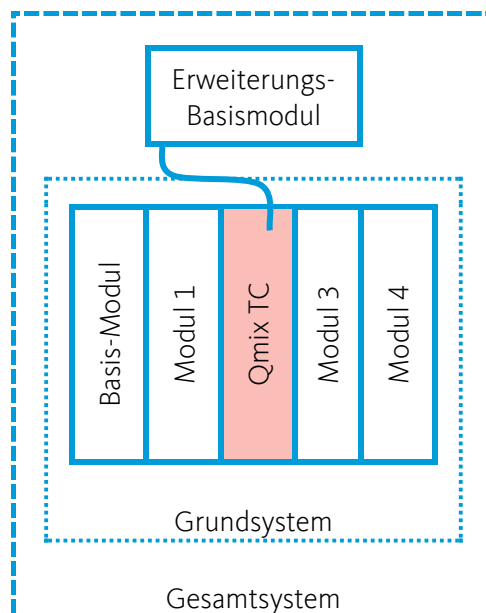 Erweiterungs-
Basismodul
Basis-Modul
Modul 1
Qmix TC
Modul 3
Modul 4
Grundsystem
Gesamtsystem